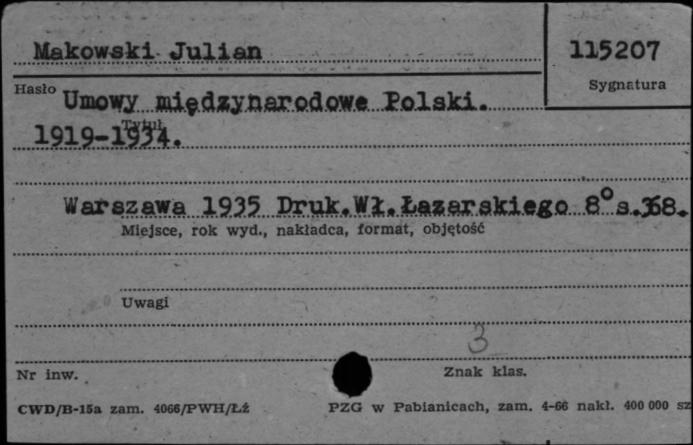 Makowski Julian
115207
Hasło
Sygnatura
Umowy międzynarodowe Polski.
Tytuł
1919-1934.
Warszawa 1935 Druk.Wł.Łazarskiego 8° s.368.
Miejsce, rok wyd., nakładca, format, objętość
Uwagi
3
Nr inw.
Znak klas.
CWD/B-15a zam. 4066/PWH/Łź
PZG w Pabianicach, zam. 4-66 nakł. 400 000 sz